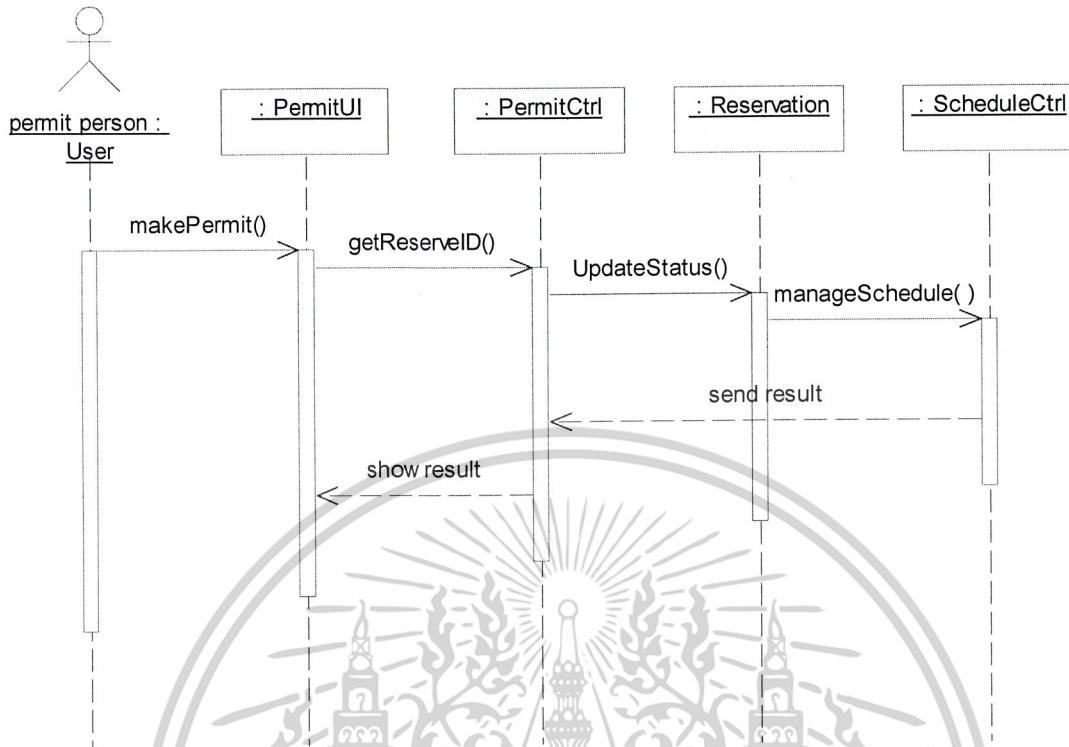 permit person :
User
: PermitUI
: PermitCtrl
: Reservation
: ScheduleCtrl
makePermit()
getReserveID()
UpdateStatus()
manageSchedule( )
send result
show result